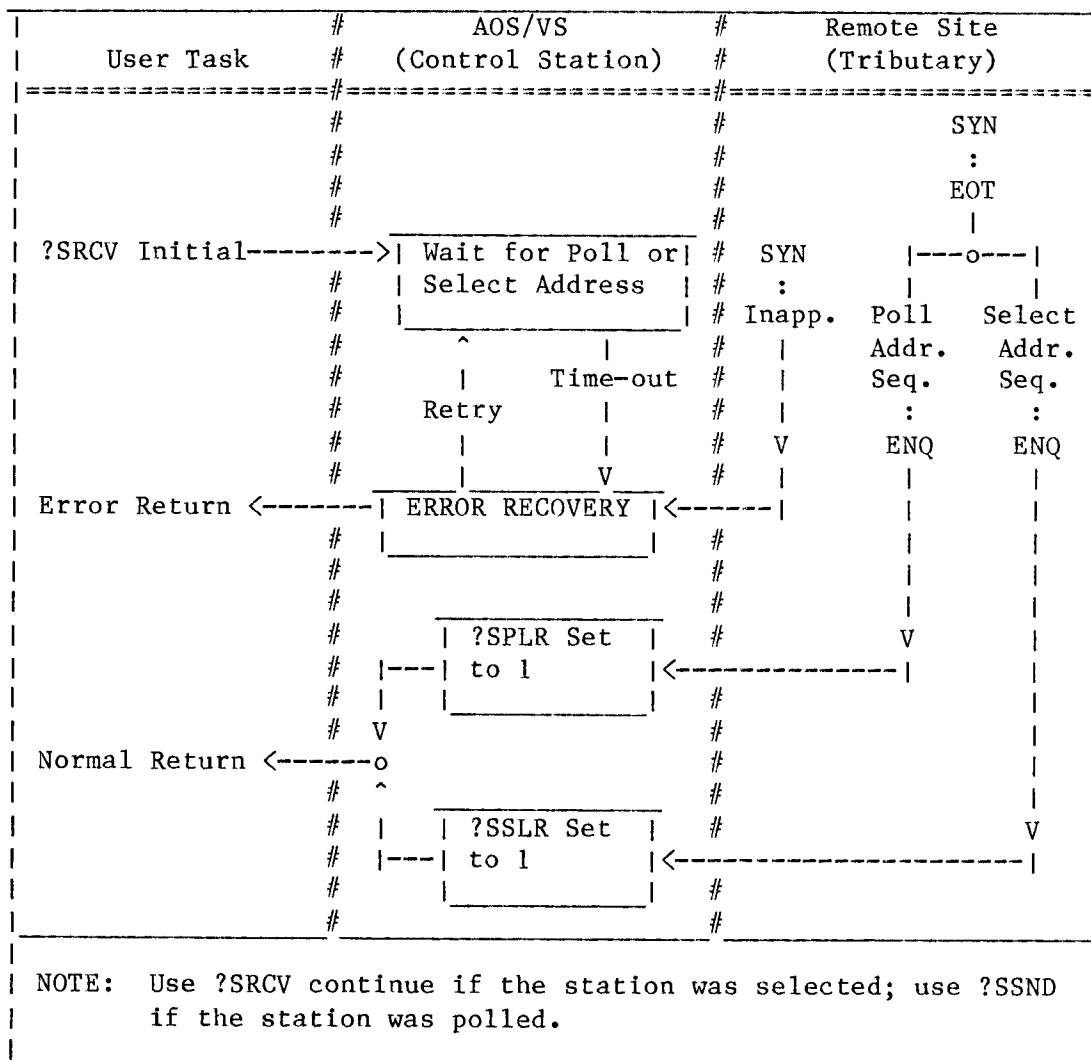 AOS/VS Remote Site
User Task (Control Station) (Tributary)
SYN
:
EOT
?SRCV Initial Wait for Poll or SYN
Select Address :
Inapp. Poll Select
Addr. Addr.
Time-out Seq. Seq.
Retry : :
V ENQ ENQ
V
Error Return ERROR RECOVERY
?SPLR Set V
to 1
V
Normal Return o
?SSLR Set V
to 1
NOTE: Use ?SRCV continue if the station was selected; use ?SSND
if the station was polled.